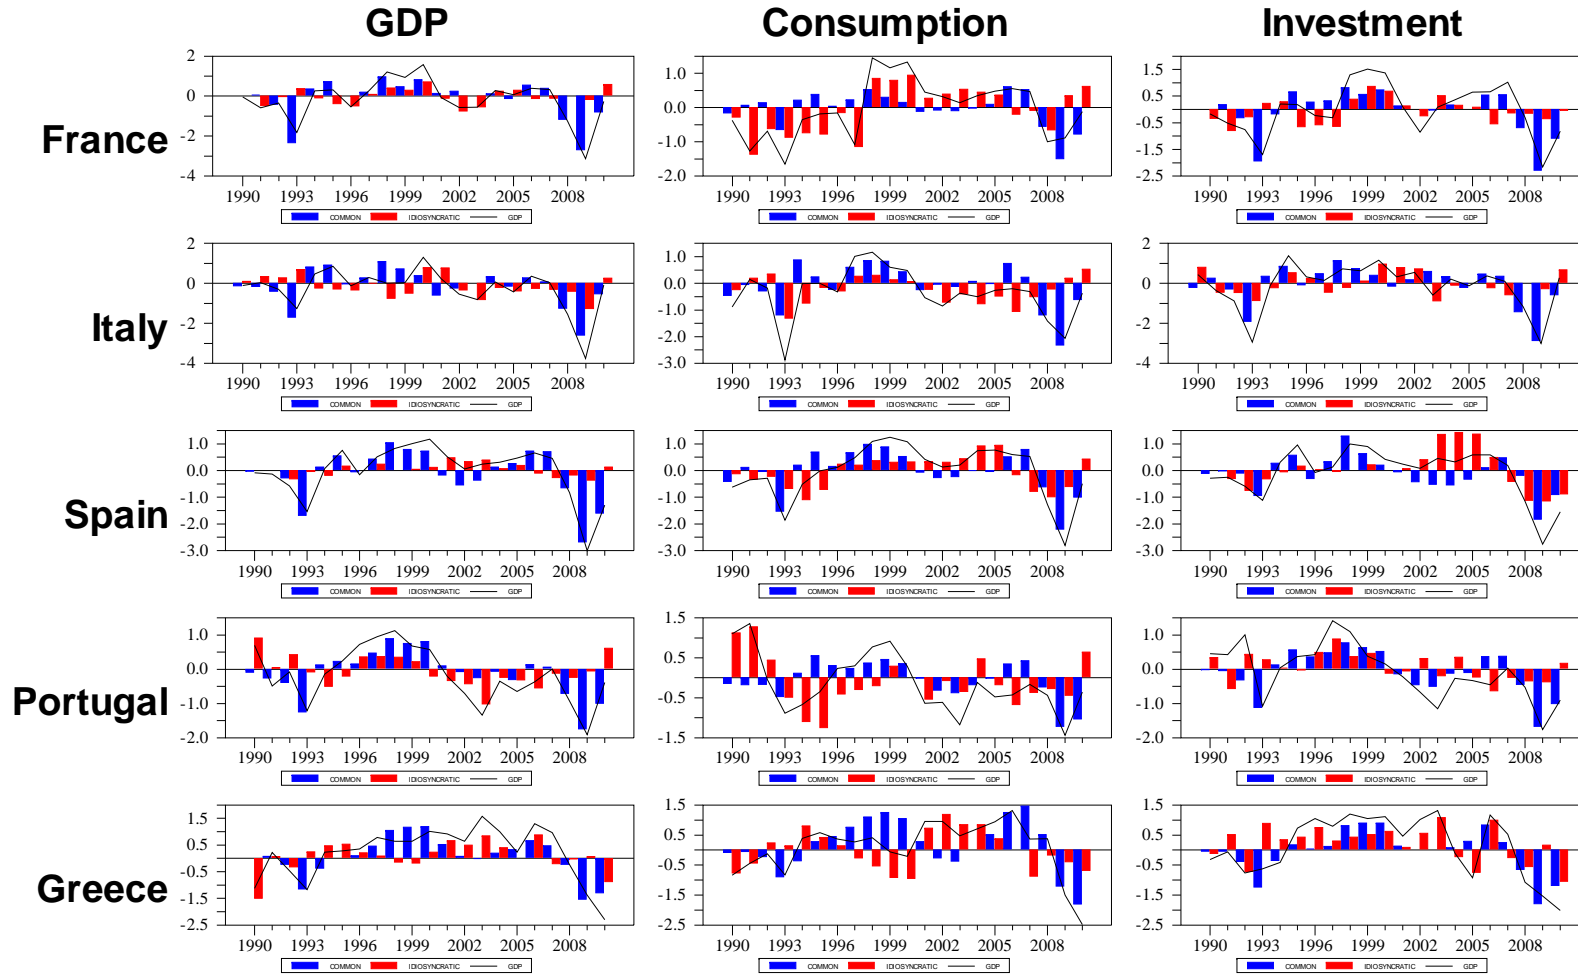 GDP Consumption Investment
France
2 0 -2 -4
1.0 0.0 -1.0 -2.0
1.5 0.5 -0.5 -1.5 -2.5
1990 1993 1996 1999 2002 2005 2008
1990 1993 1996 1999 2002 2005 2008
1990 1993 1996 1999 2002 2005 2008
COMMON IDIOSYNCRATIC GDP
COMMON IDIOSYNCRATIC GDP
COMMON IDIOSYNCRATIC GDP
Italy
2 0 -2 -4
1.0 0.0 -1.0 -2.0 -3.0
2 0 -2 -4
1990 1993 1996 1999 2002 2005 2008
1990 1993 1996 1999 2002 2005 2008
1990 1993 1996 1999 2002 2005 2008
COMMON IDIOSYNCRATIC GDP
COMMON IDIOSYNCRATIC GDP
COMMON IDIOSYNCRATIC GDP
Spain
1.0 0.0 -1.0 -2.0 -3.0
1.0 0.0 -1.0 -2.0 -3.0
1.0 0.0 -1.0 -2.0 -3.0
1990 1993 1996 1999 2002 2005 2008
1990 1993 1996 1999 2002 2005 2008
1990 1993 1996 1999 2002 2005 2008
COMMON IDIOSYNCRATIC GDP
COMMON IDIOSYNCRATIC GDP
COMMON IDIOSYNCRATIC GDP
Portugal
1.0 0.0 -1.0 -2.0
1.5 0.5 -0.5 -1.5
1.0 0.0 -1.0 -2.0
1990 1993 1996 1999 2002 2005 2008
1990 1993 1996 1999 2002 2005 2008
1990 1993 1996 1999 2002 2005 2008
COMMON IDIOSYNCRATIC GDP
COMMON IDIOSYNCRATIC GDP
COMMON IDIOSYNCRATIC GDP
Greece
1.5 0.5 -0.5 -1.5 -2.5
1.5 0.5 -0.5 -1.5 -2.5
1.5 0.5 -0.5 -1.5 -2.5
1990 1993 1996 1999 2002 2005 2008
1990 1993 1996 1999 2002 2005 2008
1990 1993 1996 1999 2002 2005 2008
COMMON IDIOSYNCRATIC GDP
COMMON IDIOSYNCRATIC GDP
COMMON IDIOSYNCRATIC GDP